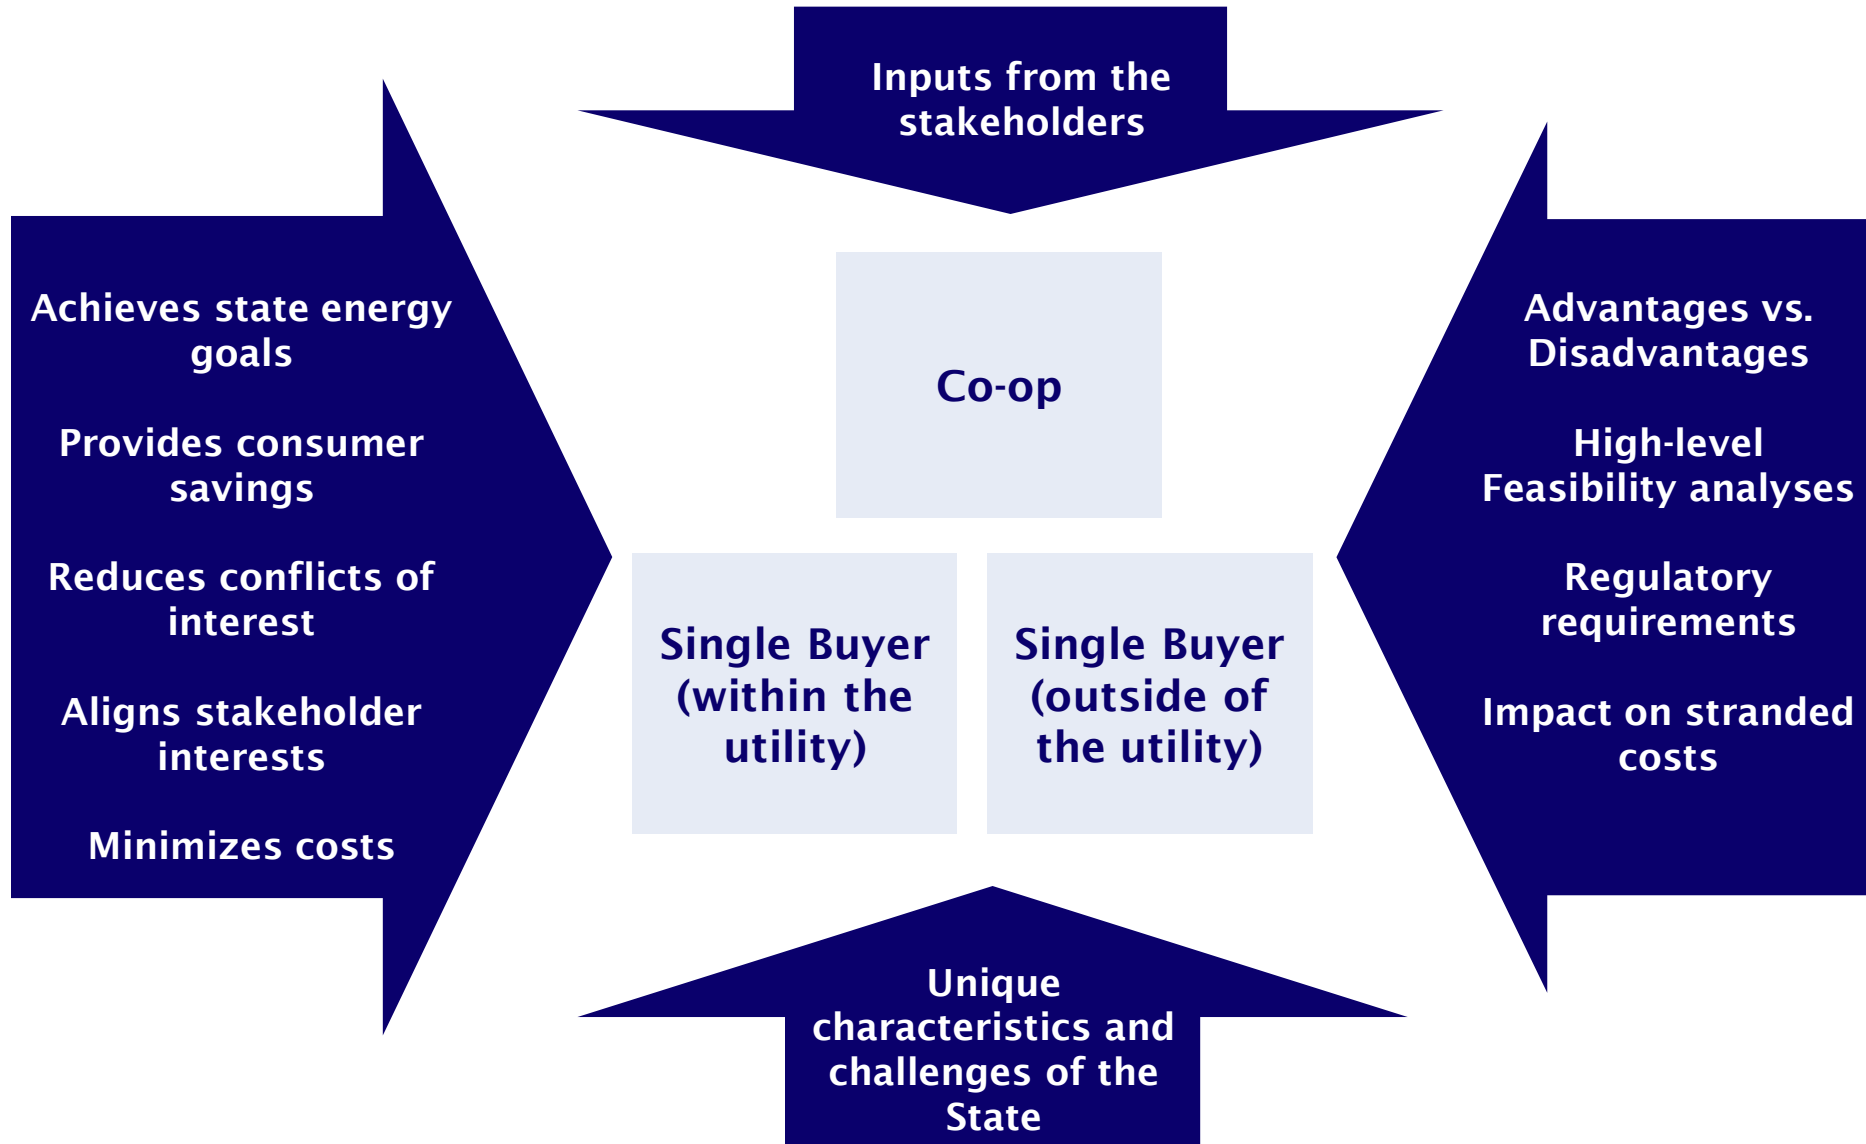 Inputs from the
stakeholders
Achieves state energy
goals
Provides consumer
savings
Reduces conflicts of
interest
Aligns stakeholder
interests
Minimizes costs
Co-op
Single Buyer
(within the
utility)
Single Buyer
(outside of
the utility)
Advantages vs.
Disadvantages
High-level
Feasibility analyses
Regulatory
requirements
Impact on stranded
costs
Unique
characteristics and
challenges of the
State